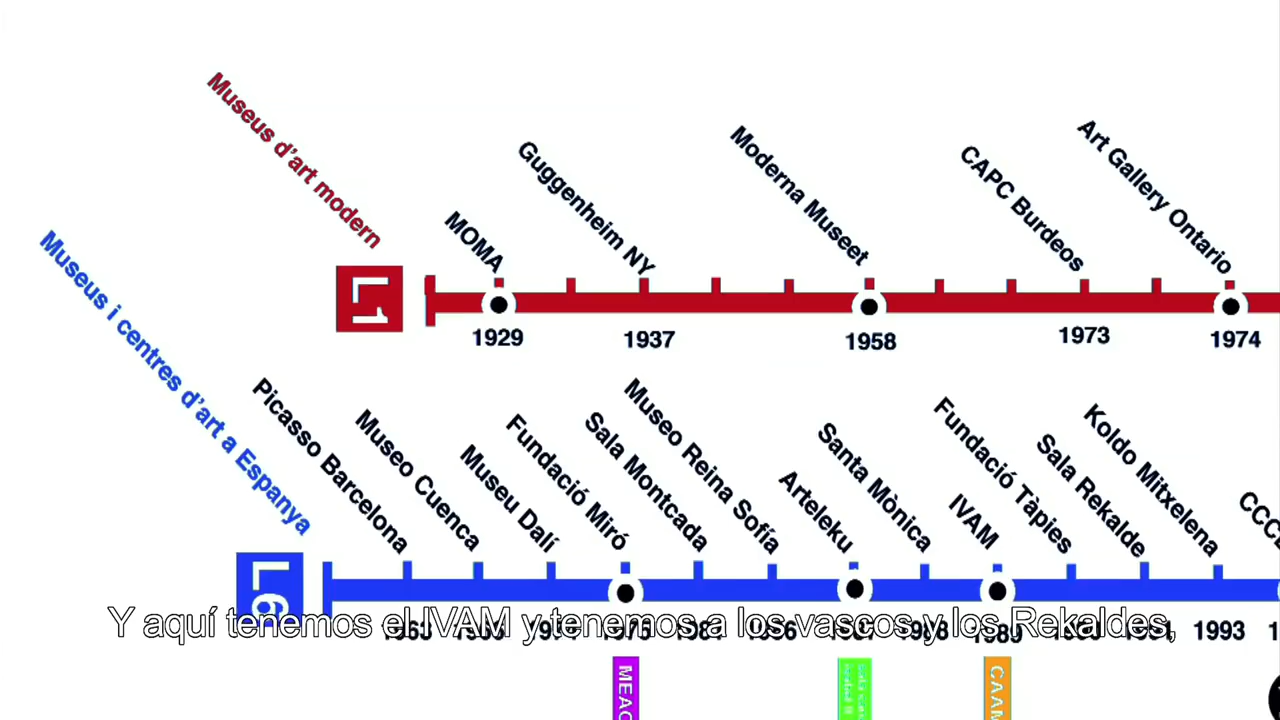 Museus d'art modern
L1
MOMA
Guggenheim NY
Moderna Museet
CAPC Burdeos
Art Gallery Ontario
1929
1937
1958
1973
1974
Museus i centres d'art a Espanya
L6
Picasso Barcelona
Museo Cuenca
Museu Dalí
Fundació Miró
Sala Montcada
Museo Reina Sofía
Arteleku
Santa Mònica
IVAM
Fundació Tàpies
Sala Rekalde
Koldo Mitxelena
1989
1993
Y aquí tenemos el IVAM y tenemos a los vascos y los Rekaldes,